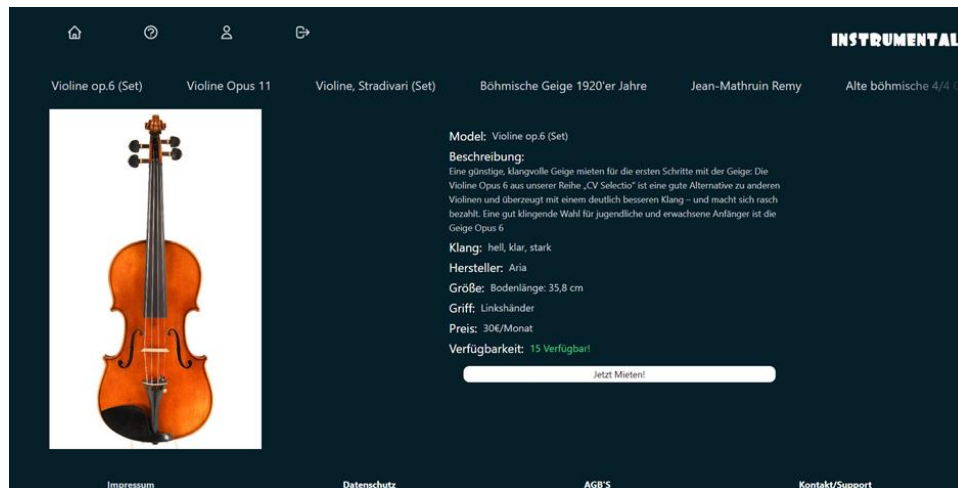 INSTRUMENTAL
Violine op.6 (Set) Violine Opus 11 Violine, Stradivari (Set) Böhmische Geige 1920'er Jahre Jean-Mathruin Remy Alte böhmische 4/4
Model: Violine op.6 (Set)
Beschreibung:
Eine günstige, klangvolle Geige mieten für die ersten Schritte mit der Geige: Die
Violine Opus 6 aus unserer Reihe „CV Selectio“ ist eine gute Alternative zu anderen
Violinen und überzeugt mit einem deutlich besseren Klang – und macht sich rasch
bezahlt. Eine gut klingende Wahl für jugendliche und erwachsene Anfänger ist die
Geige Opus 6
Klang: hell, klar, stark
Hersteller: Aria
Größe: Bodenlänge: 35,8 cm
Griff: Linkshänder
Preis: 30€/Monat
Verfügbarkeit: 15 Verfügbar!
Jetzt Mieten!
Impressum Datenschutz AGB'S Kontakt/Support